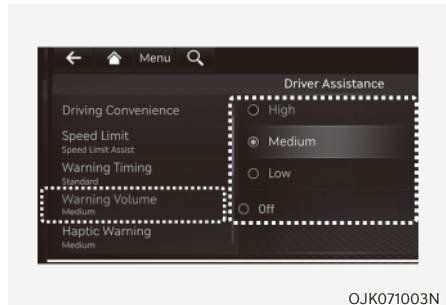 Menu
Driver Assistance
Driving Convenience
Speed Limit
Speed Limit Assist
Warning Timing
Standard
Warning Volume
Medium
Haptic Warning
Medium
High
Medium
Low
Off
OJK071003N